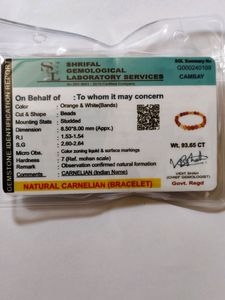 GEMSTONE IDENTIFICATION REPORT
SHRIFAL
GEMOLOGICAL
LABORATORY SERVICES
SGL Summary No
G000240109
CAMBAY
On Behalf of : To whom it may concern
Color : Orange & White(Bands)
Cut & Shape : Beads
Mounting Stats : Studded
Dimensions : 8.50*8.00 mm (Appx.)
R.I : 1.53-1.54
S.G : 2.60-2.64
Micro Obs. : Color zoning liquid & surface markings
Hardness : 7 (Ref. mohan scale)
Remark : Observation confirmed natural formation
Comments : CARNELIAN (Indian Name)
Wt. 93.65 CT
(CHIEF GEMOLOGIST)
Govt. Regd
NATURAL CARNELIAN (BRACELET)